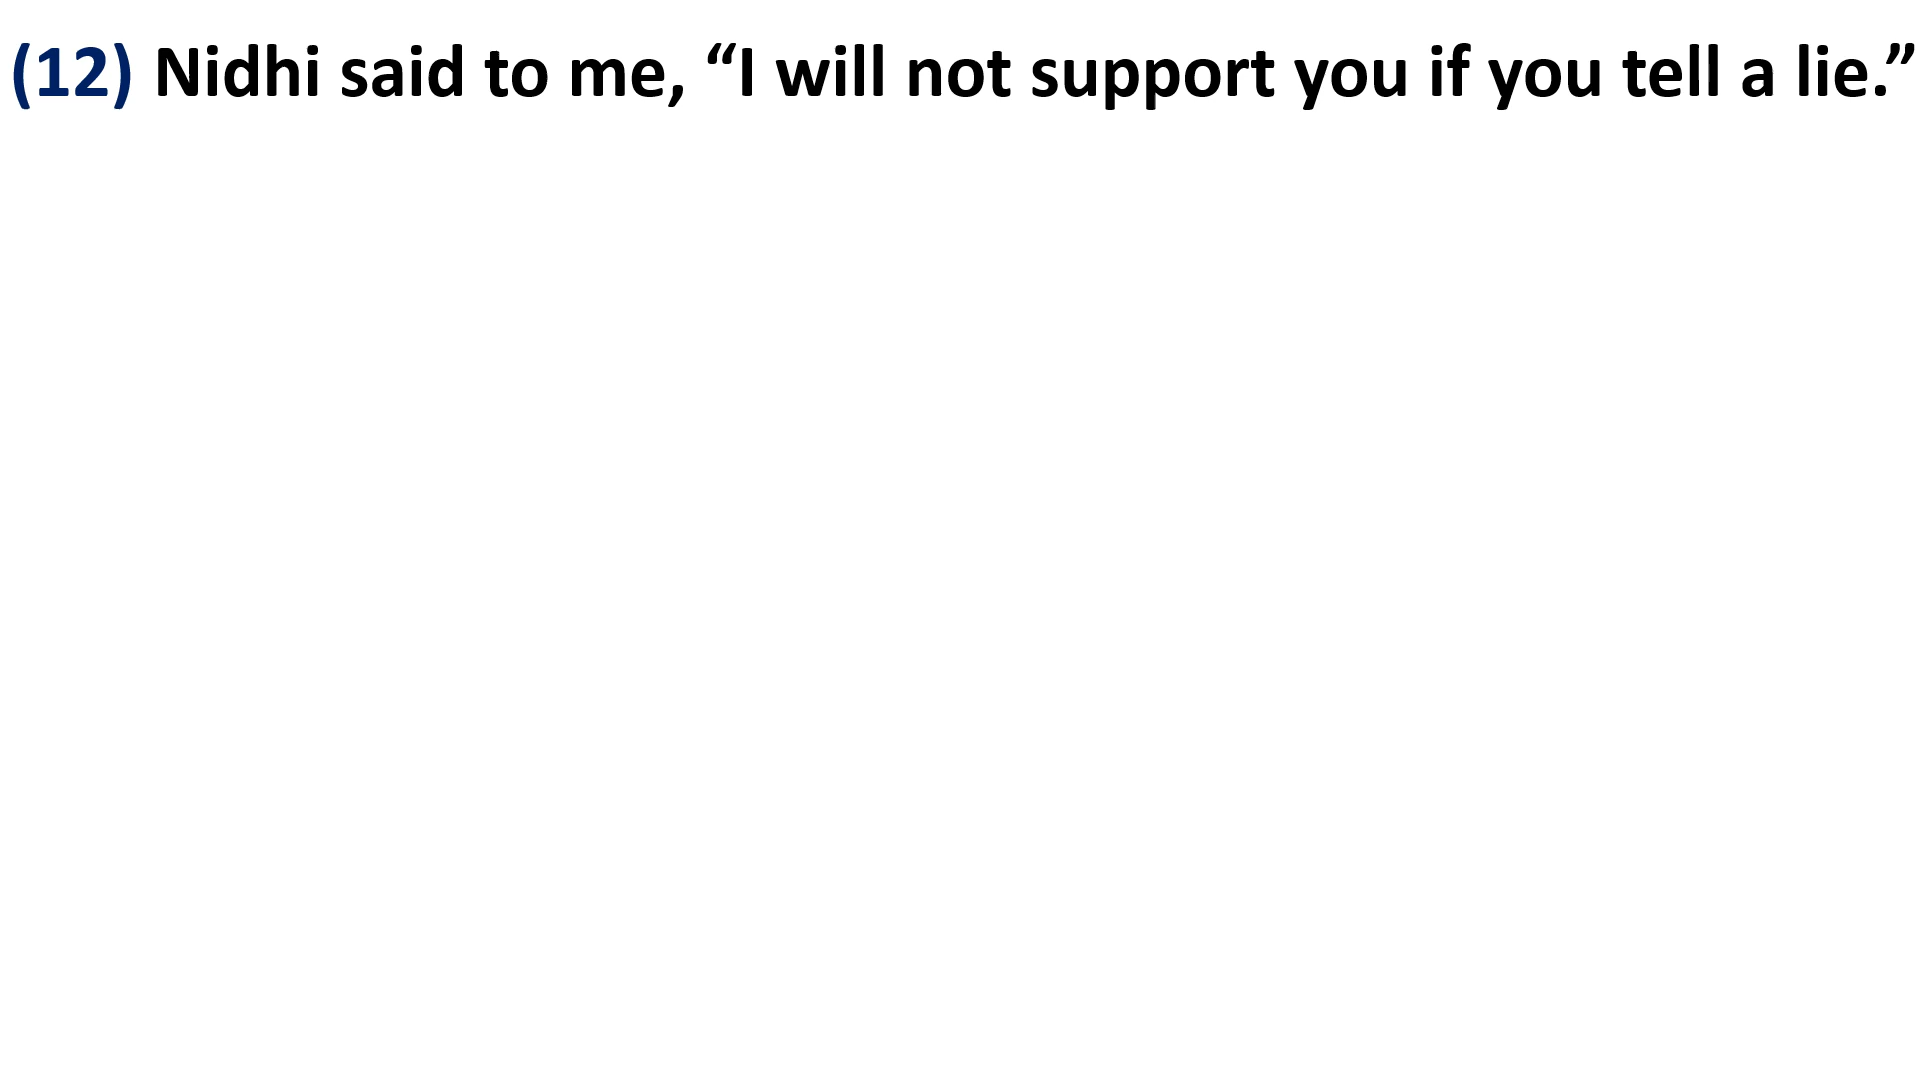 (12) Nidhi said to me, “I will not support you if you tell a lie.”